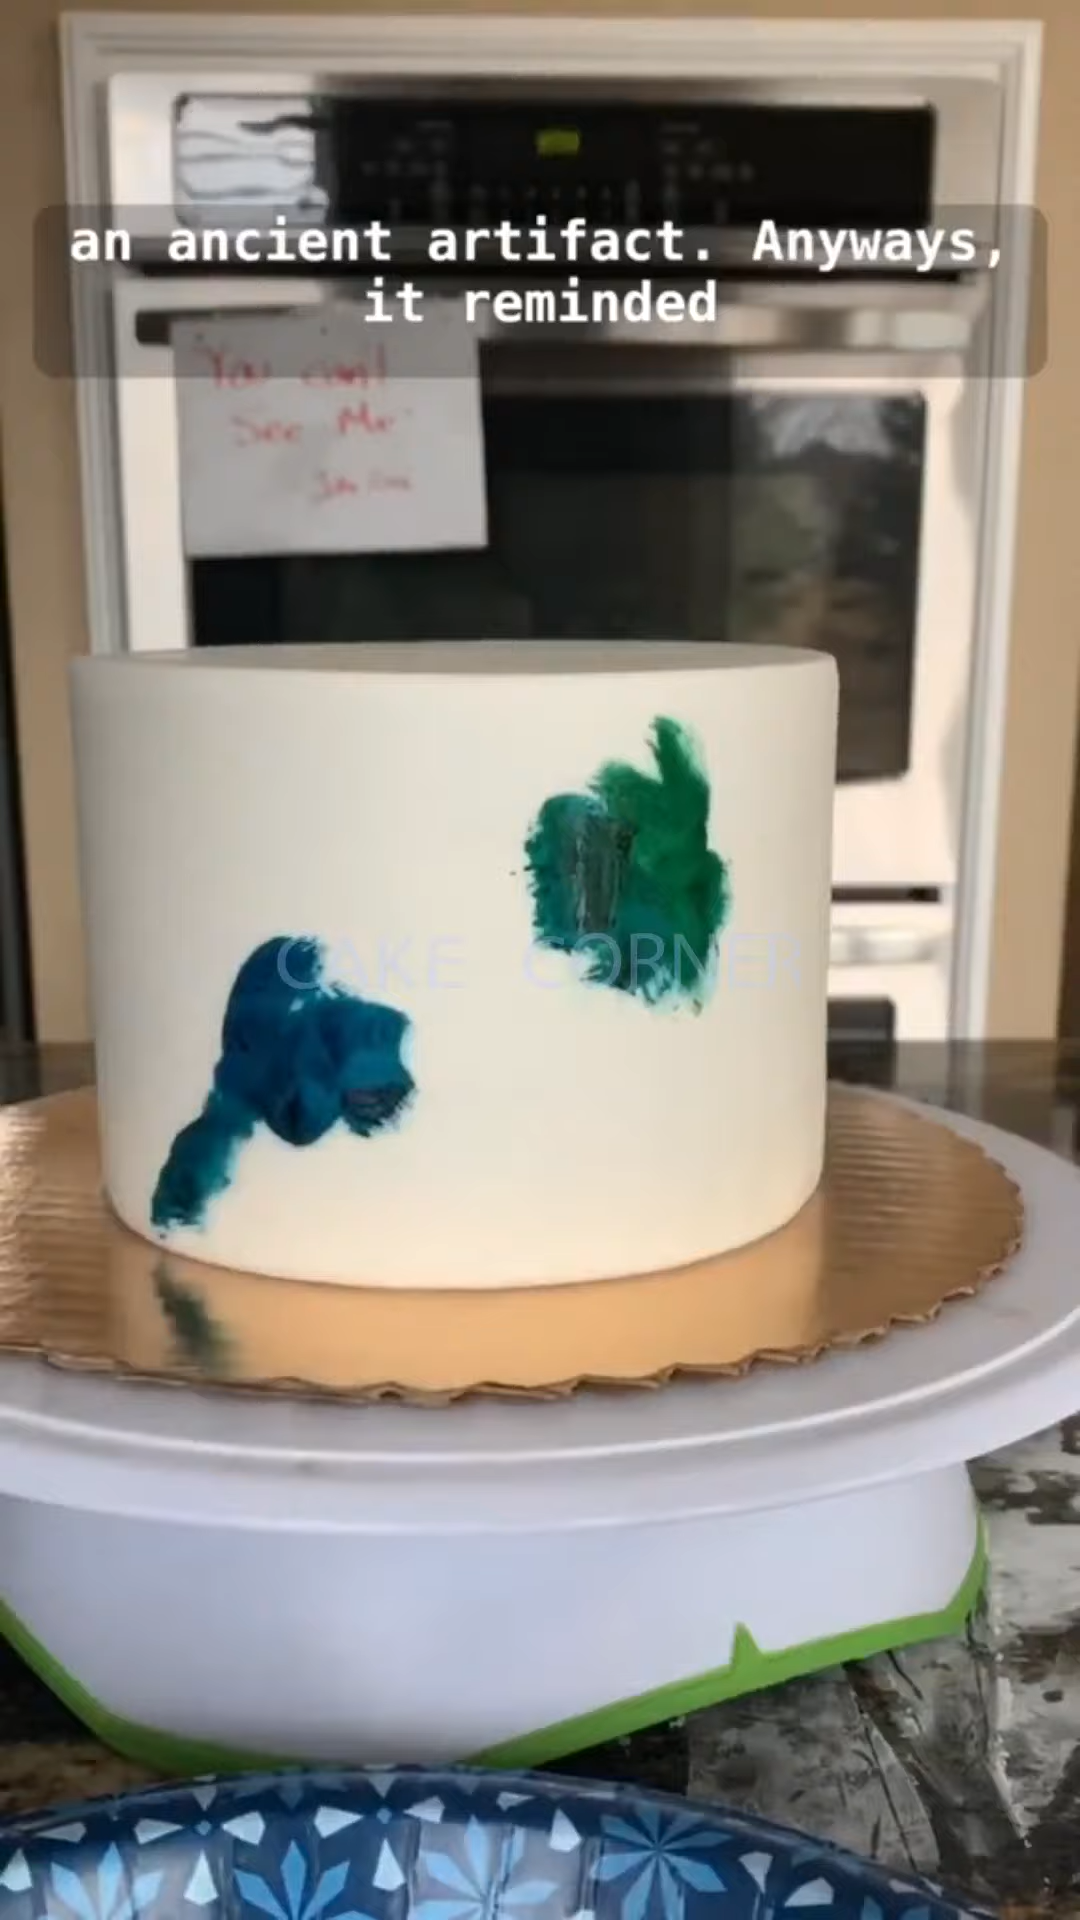 an ancient artifact. Anyways,
it reminded
"You can't
See Me"
CAKE CORNER